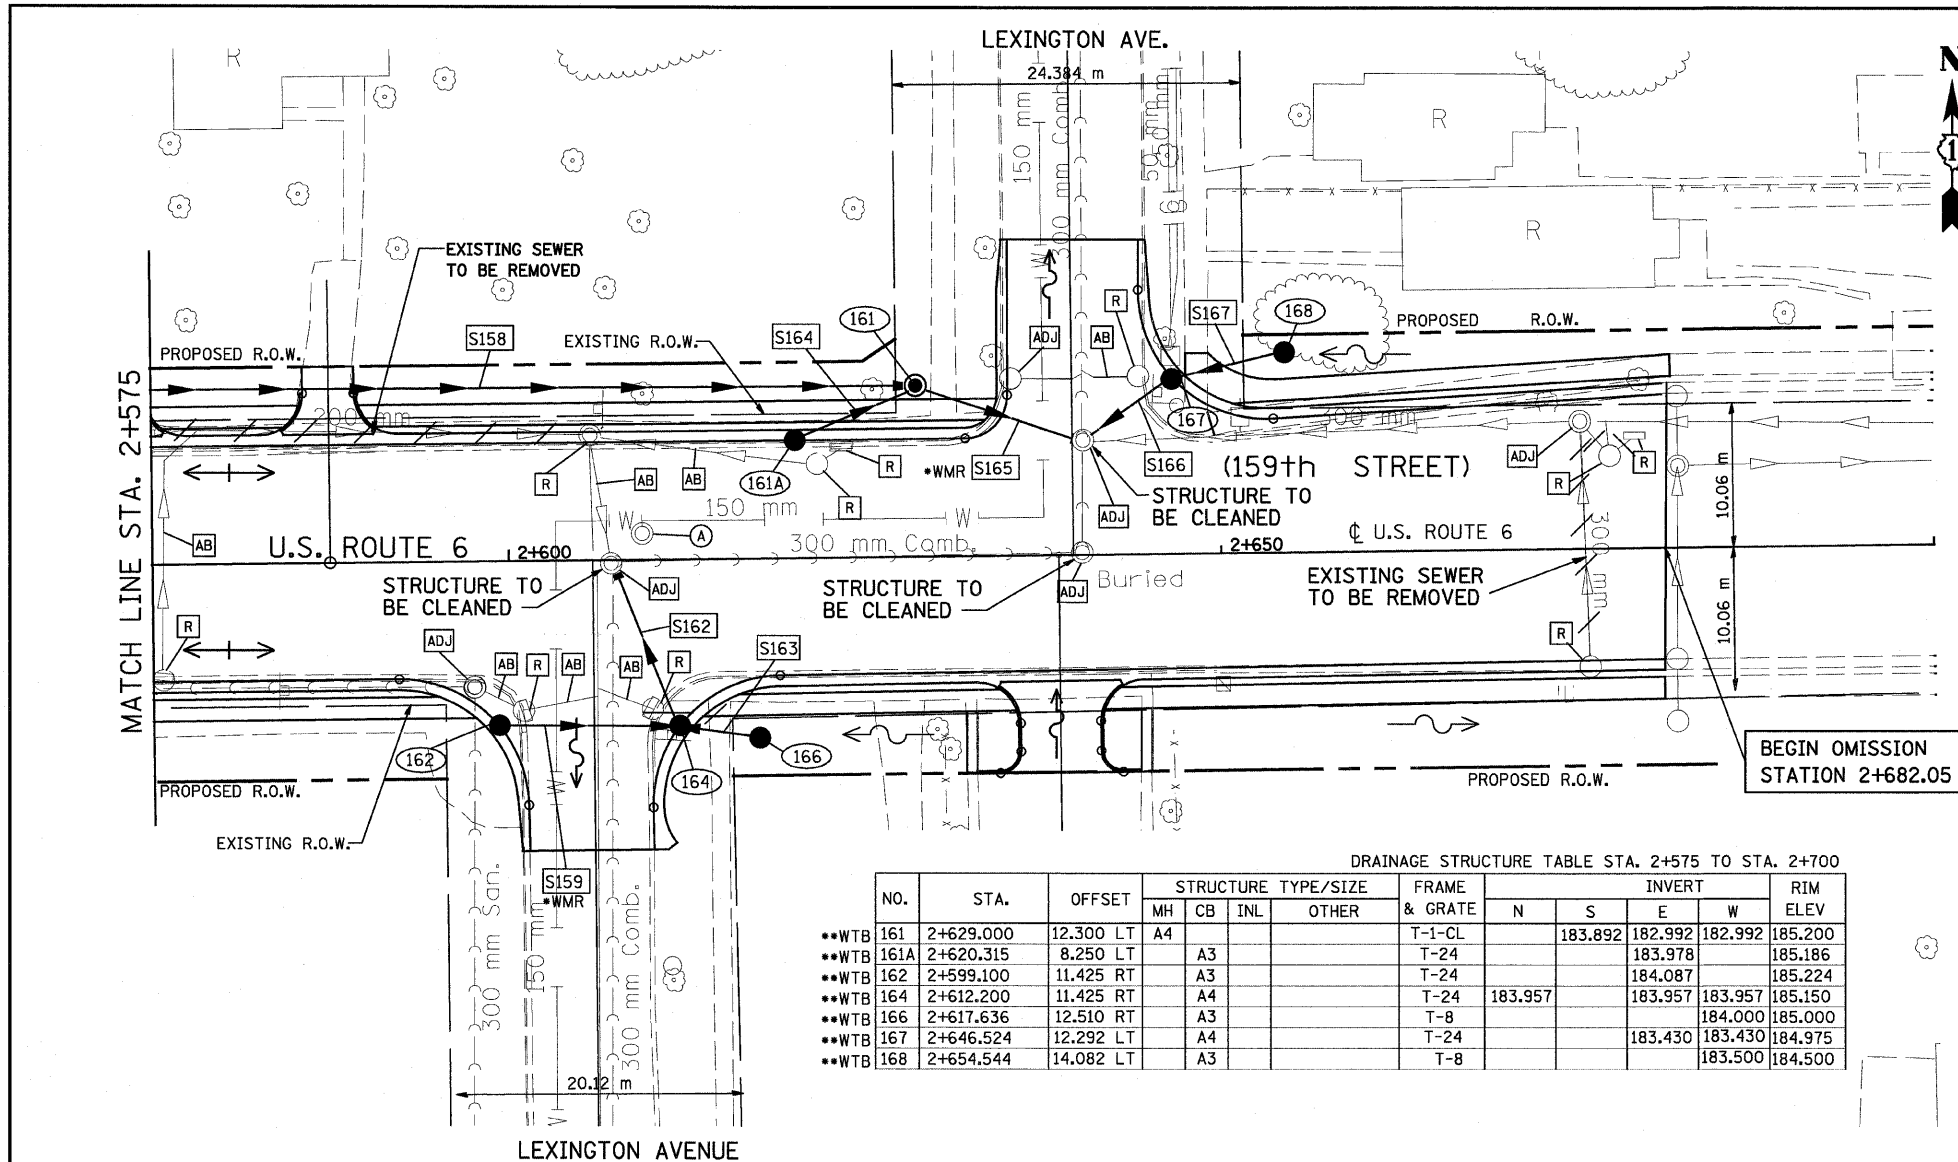 LEXINGTON AVE.
24.384 m
N
1
R
R
R
150 mm
300 mm Comb.
50-50 mm
EXISTING SEWER
TO BE REMOVED
S158
EXISTING R.O.W.
S164
161
R
ADJ
AB
S167
168
PROPOSED R.O.W.
PROPOSED R.O.W.
MATCH LINE STA. 2+575
200 mm
300 mm
167
R
AB
AB
161A
R
R
*WMR
S165
S166
(159th STREET)
ADJ
R
R
STRUCTURE TO
BE CLEANED
10.06 m
AB
150 mm
W
W
A
ADJ
U.S. ROUTE 6
2+600
300 mm Comb.
2+650
℄ U.S. ROUTE 6
300 mm
STRUCTURE TO
BE CLEANED
ADJ
STRUCTURE TO
BE CLEANED
ADJ
Buried
EXISTING SEWER
TO BE REMOVED
10.06 m
R
ADJ
S162
S163
R
AB
R
AB
AB
R
162
164
166
BEGIN OMISSION
STATION 2+682.05
PROPOSED R.O.W.
PROPOSED R.O.W.
EXISTING R.O.W.
S159
*WMR
W
300 mm San.
150 mm
300 mm Comb.
20.12 m
LEXINGTON AVENUE
DRAINAGE STRUCTURE TABLE STA. 2+575 TO STA. 2+700
NO. STA. OFFSET STRUCTURE TYPE/SIZE FRAME & GRATE INVERT RIM ELEV
MH CB INL OTHER N S E W
**WTB 161 2+629.000 12.300 LT A4 T-1-CL 183.892 182.992 182.992 185.200
**WTB 161A 2+620.315 8.250 LT A3 T-24 183.978 185.186
**WTB 162 2+599.100 11.425 RT A3 T-24 184.087 185.224
**WTB 164 2+612.200 11.425 RT A4 T-24 183.957 183.957 183.957 185.150
**WTB 166 2+617.636 12.510 RT A3 T-8 184.000 185.000
**WTB 167 2+646.524 12.292 LT A4 T-24 183.430 183.430 184.975
**WTB 168 2+654.544 14.082 LT A3 T-8 183.500 184.500